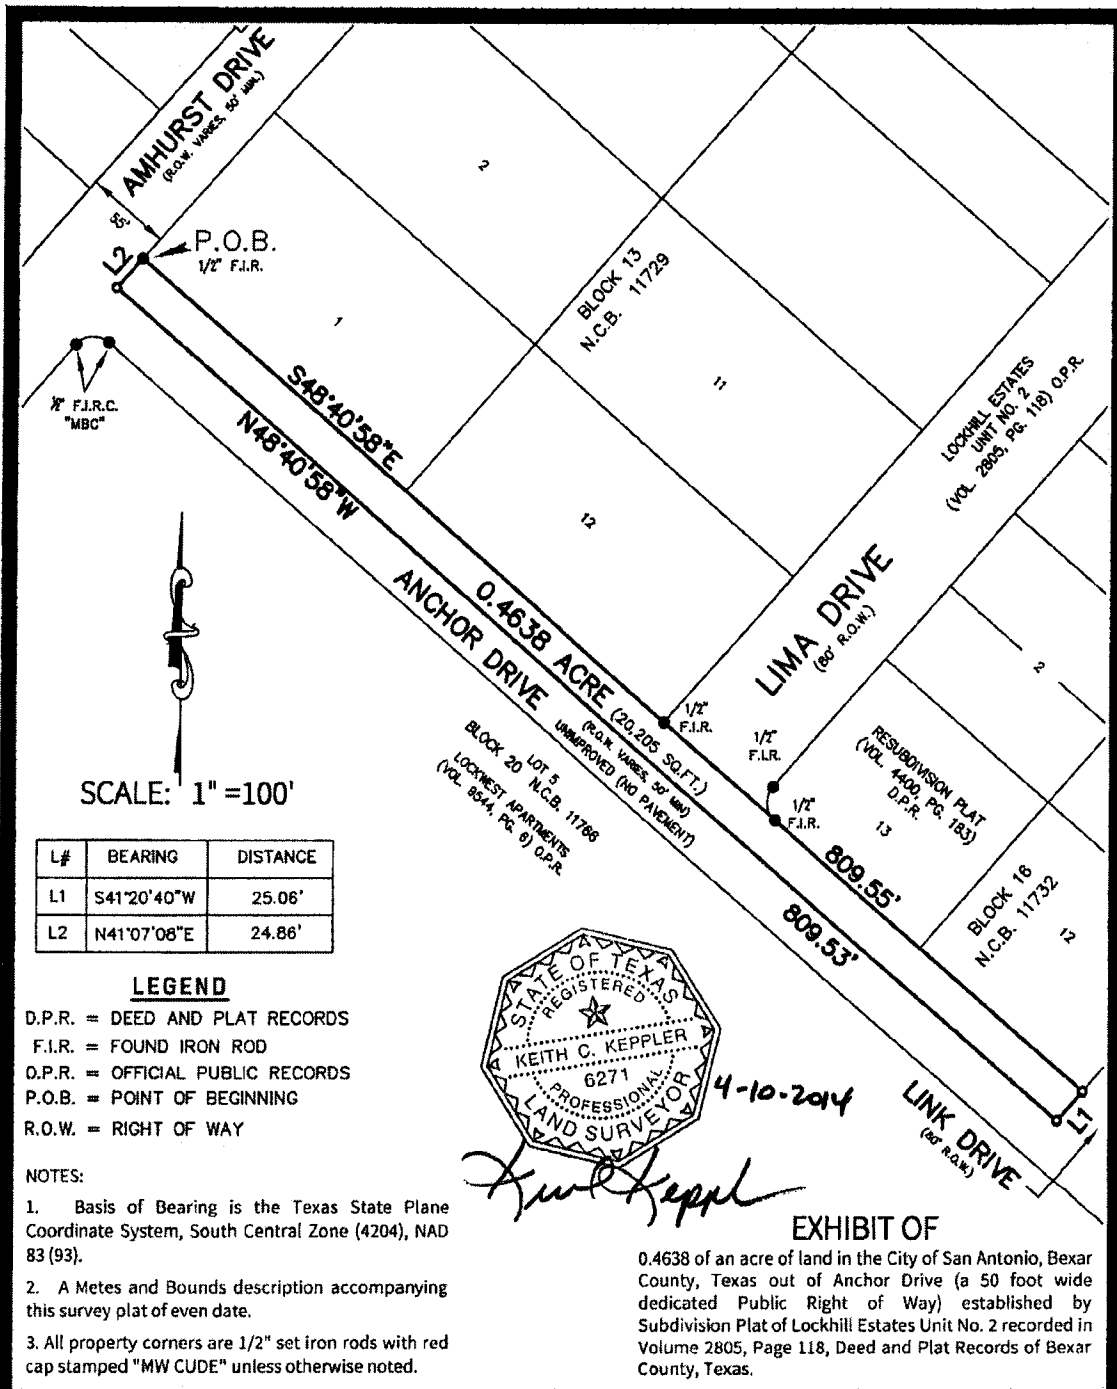 AMHURST DRIVE
(R.O.W. VARIES, 50' MIN.)
55'
L2
P.O.B.
1/2" F.I.R.
2
1
BLOCK 13
N.C.B. 11729
11
12
F.I.R.C.
"MBC"
S48°40'58"E
N48°40'58"W
LOCKHILL ESTATES
UNIT NO. 2
(VOL. 2805, PG. 118) O.P.R.
ANCHOR DRIVE
0.4638 ACRE (20,205 SQ.FT.)
(R.O.W. VARIES, 50' MIN)
UNIMPROVED (NO PAVEMENT)
LIMA DRIVE
(80' R.O.W.)
1/2"
F.I.R.
1/2"
F.I.R.
1/2"
F.I.R.
2
RESUBDIVISION PLAT
(VOL. 4400, PG. 183)
D.P.R.
13
BLOCK 16
N.C.B. 11732
12
LOT 5
BLOCK 20 N.C.B. 11766
LOCKWEST APARTMENTS
(VOL. 9544, PG. 6) O.P.R.
809.55'
809.53'
LINK DRIVE
(80' R.O.W.)
L1
SCALE: 1"=100'
L# BEARING DISTANCE
L1 S41°20'40"W 25.06'
L2 N41°07'08"E 24.86'
LEGEND
D.P.R. = DEED AND PLAT RECORDS
F.I.R. = FOUND IRON ROD
O.P.R. = OFFICIAL PUBLIC RECORDS
P.O.B. = POINT OF BEGINNING
R.O.W. = RIGHT OF WAY
STATE OF TEXAS
REGISTERED
KEITH C. KEPPLER
6271
PROFESSIONAL
LAND SURVEYOR
4-10-2014
NOTES:
1. Basis of Bearing is the Texas State Plane
Coordinate System, South Central Zone (4204), NAD
83 (93).
2. A Metes and Bounds description accompanying
this survey plat of even date.
3. All property corners are 1/2" set iron rods with red
cap stamped "MW CUDE" unless otherwise noted.
EXHIBIT OF
0.4638 of an acre of land in the City of San Antonio, Bexar
County, Texas out of Anchor Drive (a 50 foot wide
dedicated Public Right of Way) established by
Subdivision Plat of Lockhill Estates Unit No. 2 recorded in
Volume 2805, Page 118, Deed and Plat Records of Bexar
County, Texas.